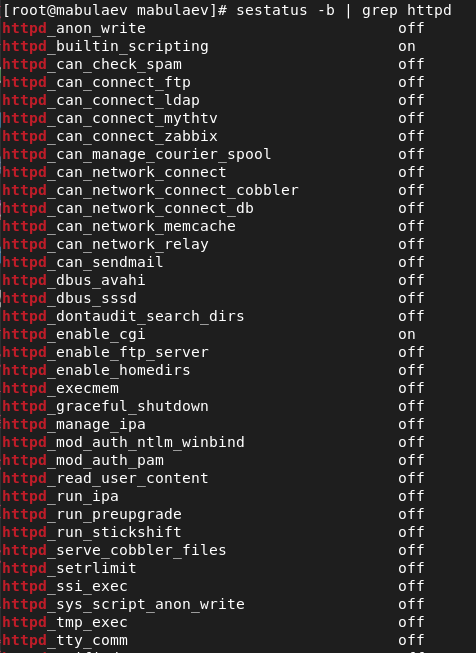 [root@mabulaev mabulaev]# sestatus -b | grep httpd
httpd_anon_write off
httpd_builtin_scripting on
httpd_can_check_spam off
httpd_can_connect_ftp off
httpd_can_connect_ldap off
httpd_can_connect_mythtv off
httpd_can_connect_zabbix off
httpd_can_manage_courier_spool off
httpd_can_network_connect off
httpd_can_network_connect_cobbler off
httpd_can_network_connect_db off
httpd_can_network_memcache off
httpd_can_network_relay off
httpd_can_sendmail off
httpd_dbus_avahi off
httpd_dbus_sssd off
httpd_dontaudit_search_dirs off
httpd_enable_cgi on
httpd_enable_ftp_server off
httpd_enable_homedirs off
httpd_execmem off
httpd_graceful_shutdown off
httpd_manage_ipa off
httpd_mod_auth_ntlm_winbind off
httpd_mod_auth_pam off
httpd_read_user_content off
httpd_run_ipa off
httpd_run_preupgrade off
httpd_run_stickshift off
httpd_serve_cobbler_files off
httpd_setrlimit off
httpd_ssi_exec off
httpd_sys_script_anon_write off
httpd_tmp_exec off
httpd_tty_comm off